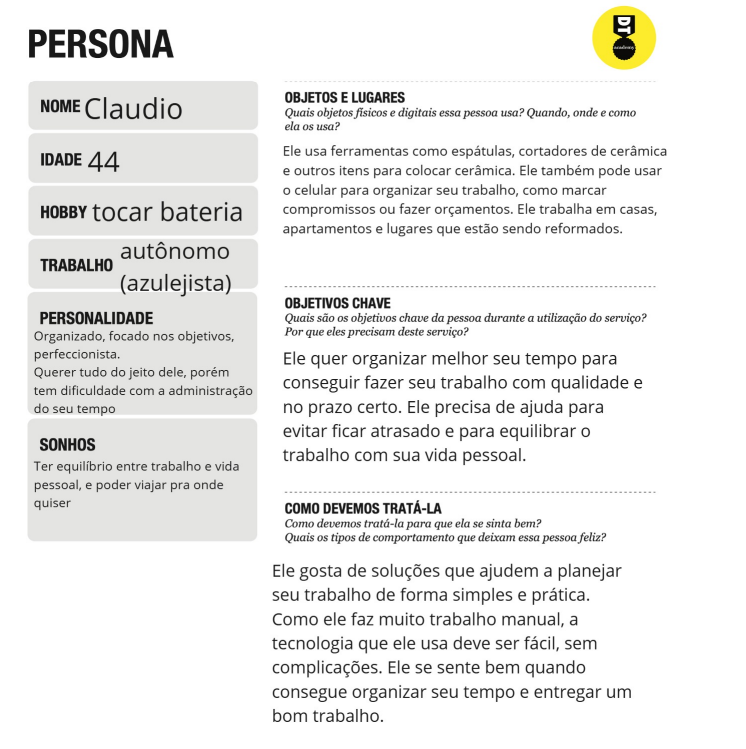 PERSONA
DT
academy
NOME Claudio
IDADE 44
HOBBY tocar bateria
TRABALHO autônomo
(azulejista)
PERSONALIDADE
Organizado, focado nos objetivos,
perfeccionista.
Querer tudo do jeito dele, porém
tem dificuldade com a administração
do seu tempo
SONHOS
Ter equilíbrio entre trabalho e vida
pessoal, e poder viajar pra onde
quiser
OBJETOS E LUGARES
Quais objetos físicos e digitais essa pessoa usa? Quando, onde e como
ela os usa?
Ele usa ferramentas como espátulas, cortadores de cerâmica
e outros itens para colocar cerâmica. Ele também pode usar
o celular para organizar seu trabalho, como marcar
compromissos ou fazer orçamentos. Ele trabalha em casas,
apartamentos e lugares que estão sendo reformados.
OBJETIVOS CHAVE
Quais são os objetivos chave da pessoa durante a utilização do serviço?
Por que eles precisam deste serviço?
Ele quer organizar melhor seu tempo para
conseguir fazer seu trabalho com qualidade e
no prazo certo. Ele precisa de ajuda para
evitar ficar atrasado e para equilibrar o
trabalho com sua vida pessoal.
COMO DEVEMOS TRATÁ-LA
Como devemos tratá-la para que ela se sinta bem?
Quais os tipos de comportamento que deixam essa pessoa feliz?
Ele gosta de soluções que ajudem a planejar
seu trabalho de forma simples e prática.
Como ele faz muito trabalho manual, a
tecnologia que ele usa deve ser fácil, sem
complicações. Ele se sente bem quando
consegue organizar seu tempo e entregar um
bom trabalho.